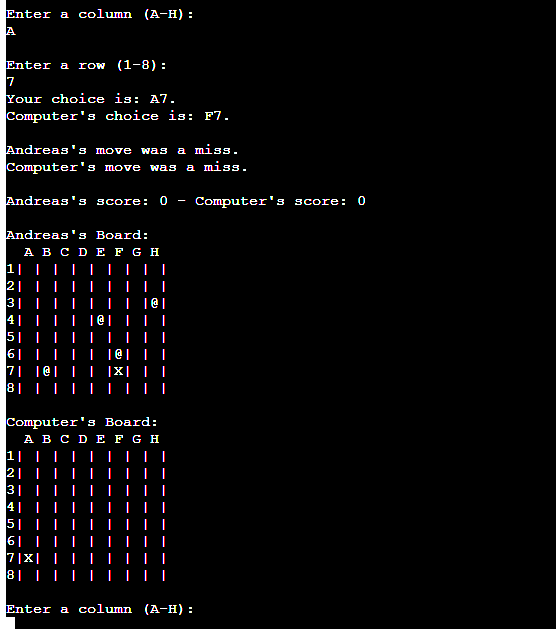 Enter a column (A-H):
A
Enter a row (1-8):
7
Your choice is: A7.
Computer's choice is: F7.
Andreas's move was a miss.
Computer's move was a miss.
Andreas's score: 0 - Computer's score: 0
Andreas's Board:
  A B C D E F G H
1| | | | | | | | |
2| | | | | | | | |
3| | | | | | | |@|
4| | | | |@| | | |
5| | | | | | | | |
6| | | | | |@| | |
7| |@| | | |X| | |
8| | | | | | | | |
Computer's Board:
  A B C D E F G H
1| | | | | | | | |
2| | | | | | | | |
3| | | | | | | | |
4| | | | | | | | |
5| | | | | | | | |
6| | | | | | | | |
7|X| | | | | | | |
8| | | | | | | | |
Enter a column (A-H):